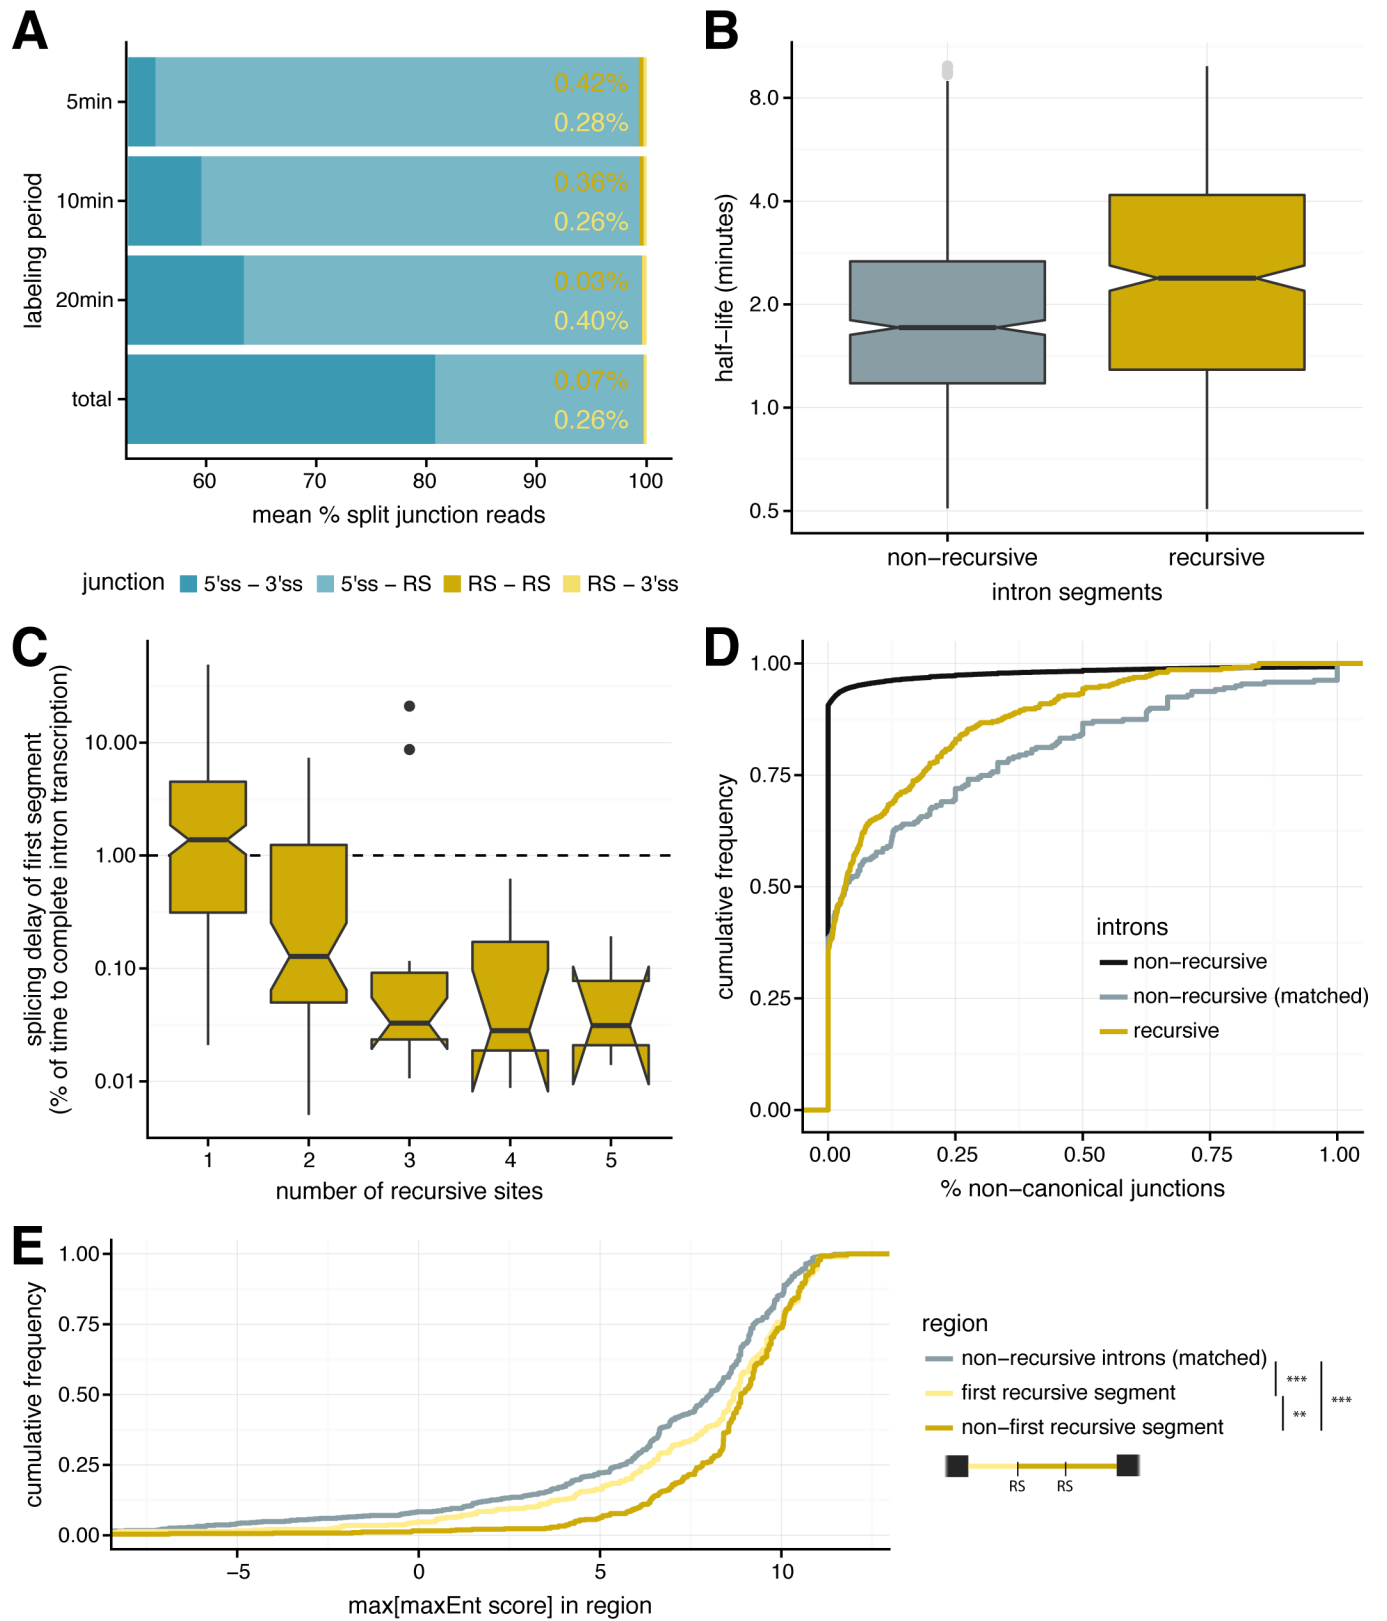 A
labeling period
5min
10min
20min
total
0.42%
0.28%
0.36%
0.26%
0.03%
0.40%
0.07%
0.26%
60 70 80 90 100
mean % split junction reads
junction 5'ss − 3'ss 5'ss − RS RS − RS RS − 3'ss
B
half−life (minutes)
8.0
4.0
2.0
1.0
0.5
non−recursive recursive
intron segments
C
splicing delay of first segment
(% of time to complete intron transcription)
10.00
1.00
0.10
0.01
1 2 3 4 5
number of recursive sites
D
cumulative frequency
1.00
0.75
0.50
0.25
0.00
introns
non−recursive
non−recursive (matched)
recursive
0.00 0.25 0.50 0.75 1.00
% non−canonical junctions
E
cumulative frequency
1.00
0.75
0.50
0.25
0.00
−5 0 5 10
max[maxEnt score] in region
region
non−recursive introns (matched)
first recursive segment
non−first recursive segment
***
**
***
RS RS